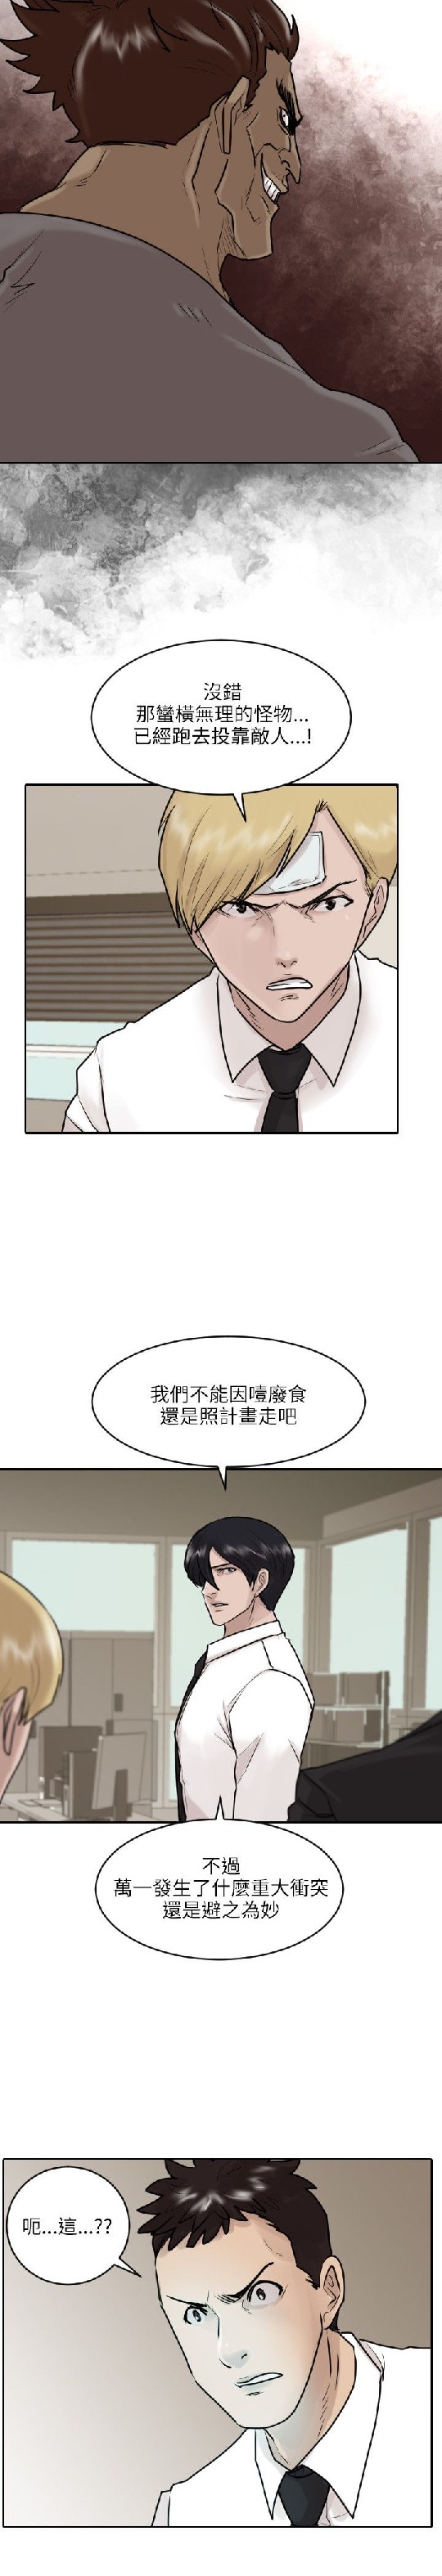 沒錯
那蠻橫無理的怪物...
已經跑去投靠敵人...!
我們不能因噎廢食
還是照計畫走吧
不過
萬一發生了什麼重大衝突
還是避之為妙
呃...這...??